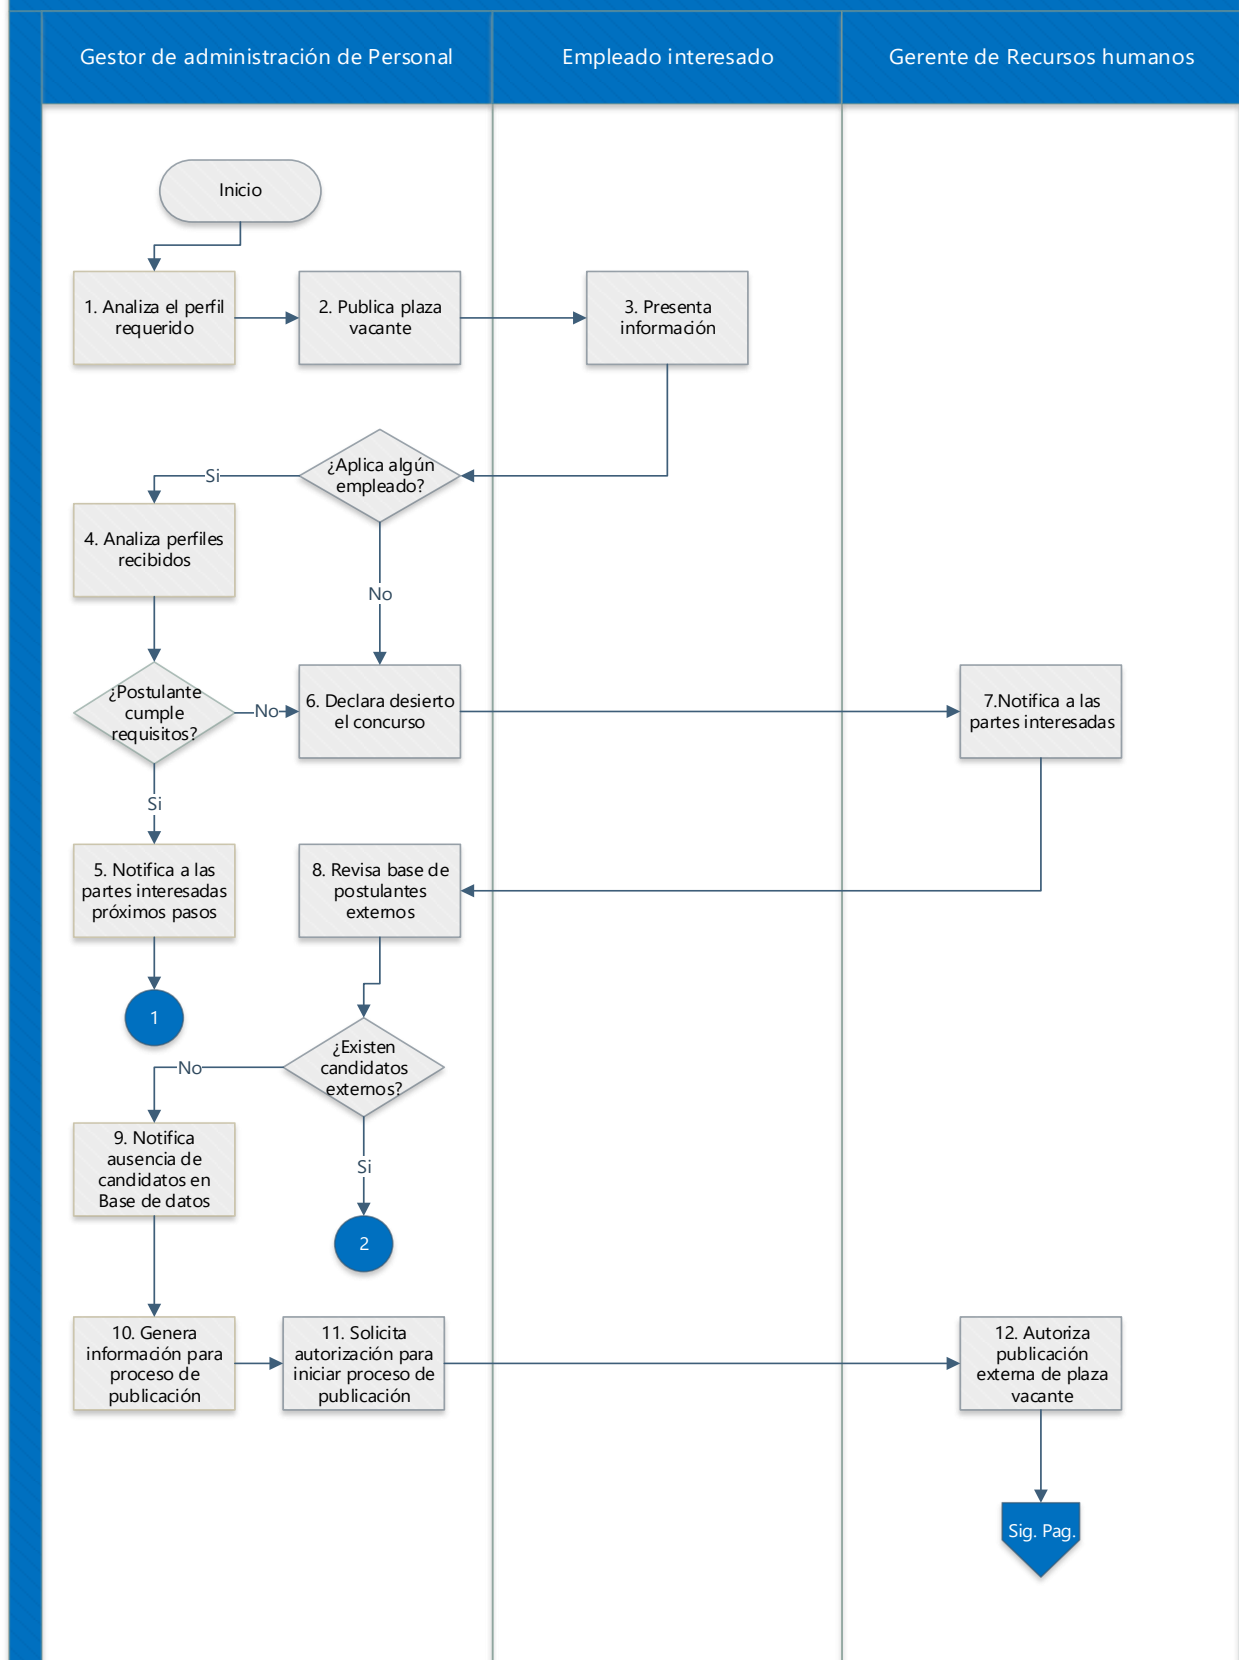 Gestor de administración de Personal
Empleado interesado
Gerente de Recursos humanos
Inicio
1. Analiza el perfil
requerido
2. Publica plaza
vacante
3. Presenta
información
¿Aplica algún
empleado?
Si
4. Analiza perfiles
recibidos
No
¿Postulante
cumple
requisitos?
No
6. Declara desierto
el concurso
7.Notifica a las
partes interesadas
Si
5. Notifica a las
partes interesadas
próximos pasos
8. Revisa base de
postulantes
externos
1
¿Existen
candidatos
externos?
No
9. Notifica
ausencia de
candidatos en
Base de datos
Si
2
10. Genera
información para
proceso de
publicación
11. Solicita
autorización para
iniciar proceso de
publicación
12. Autoriza
publicación
externa de plaza
vacante
Sig. Pag.